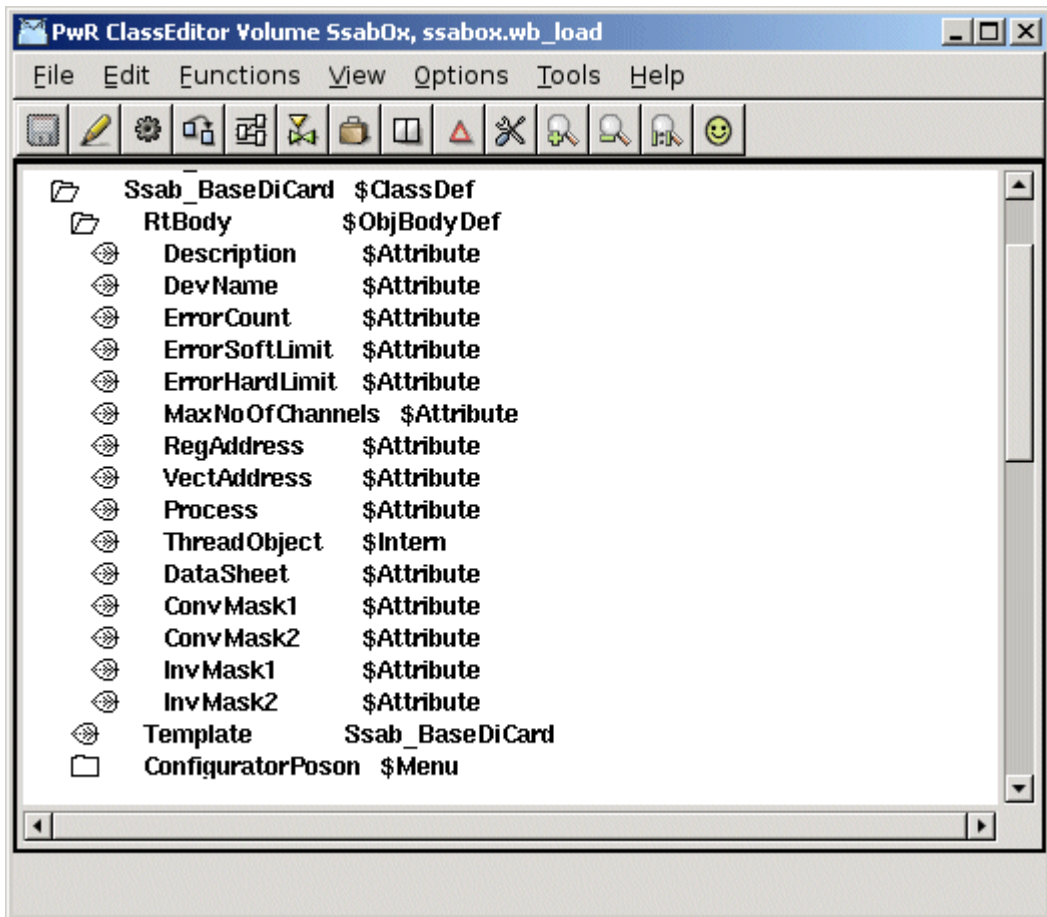 PwR ClassEditor Volume SsabOx, ssabox.wb_load
File Edit Functions View Options Tools Help
Ssab_BaseDiCard $ClassDef
RtBody $ObjBodyDef
Description $Attribute
DevName $Attribute
ErrorCount $Attribute
ErrorSoftLimit $Attribute
ErrorHardLimit $Attribute
MaxNoOfChannels $Attribute
RegAddress $Attribute
VectAddress $Attribute
Process $Attribute
ThreadObject $Intern
DataSheet $Attribute
ConvMask1 $Attribute
ConvMask2 $Attribute
InvMask1 $Attribute
InvMask2 $Attribute
Template Ssab_BaseDiCard
ConfiguratorPoson $Menu